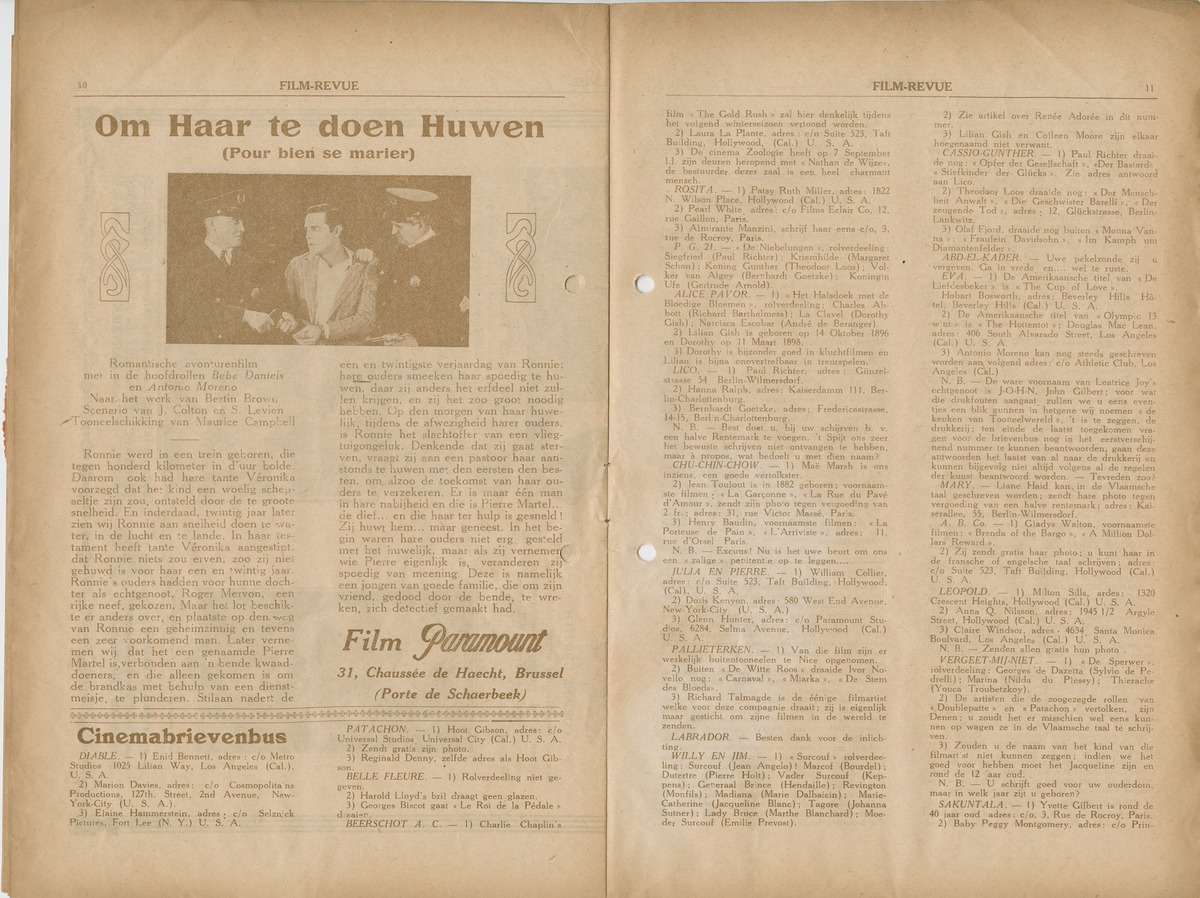 10
FILM-REVUE
Om Haar te doen Huwen
(Pour bien se marier)
Romantische avonturenfilm
met in de hoofdrollen Bebe Daniels
en Antonio Moreno
Naar het werk van Bertin Brown
Scenario van J. Colton en S. Levien
Tooneelschikking van Maurice Campbell
Ronnie werd in een trein geboren, die
tegen honderd kilometer in d'uur bolde.
Daarom ook had hare tante Véronika
voorzegd dat het kind een woelig schep-
seltje zijn zou, ontsteld door de te groote
snelheid. En inderdaad, twintig jaar later
zien wij Ronnie aan snelheid doen te wa-
ter, in de lucht en te lande. In haar tes-
tament heeft tante Véronika aangestipt,
dat Ronnie niets zou erven, zoo zij niet
gehuwd is voor haar een en twintig jaar.
Ronnie's ouders hadden voor hunne doch-
ter als echtgenoot, Roger Mervon, een
rijke neef, gekozen. Maar het lot beschik-
te er anders over, en plaatste op den weg
van Ronnie een geheimzinnig en tevens
een zeer voorkomend man. Later verne-
men wij dat het genaamde Pierre
Martel is, verbonden aan 'n bende kwaad-
doeners, en die alleen gekomen is om
de brandkas met behulp van een dienst-
meisje, te plunderen. Stilaan nadert de
een en twintigste verjaardag van Ronnie;
hare ouders smeeken haar spoedig te hu-
wen, daar zij anders het erfdeel niet zul-
len krijgen, en zij het zoo groot noodig
hebben. Op den morgen van haar huwe-
lijk, tijdens de afwezigheid harer ouders,
is Ronnie het slachtoffer van een vlieg-
tuigongeluk. Denkende dat zij gaat ster-
ven, vraagt zij aan een pastoor haar aan-
stonds te huwen met den eersten den bes-
ten, om alzoo de toekomst van haar ou-
ders te verzekeren. Er is maar één man
in hare nabijheid en die is Pierre Martel...
de dief... en die haar ter hulp is gesneld!
Zij huwt hem... maar geneest. In het be-
gin waren hare ouders niet erg gesteld
met het huwelijk, maar als zij vernemen
wie Pierre eigenlijk is, veranderen zij
spoedig van meening. Deze is namelijk
een jongen van goede familie, die om zijn
vriend, gedood door de bende, te wre-
ken, zich detectief gemaakt had.
Film Paramount
31, Chaussée de Haecht, Brussel
(Porte de Schaerbeek)
Cinemabrievenbus
DIABLE. — 1) Enid Bennett, adres : c/o Metro
Studios 1025 Lilian Way, Los Angeles (Cal.).
U. S. A.
2) Marion Davies, adres : c/o Cosmopolitans
Productions, 127th. Street, 2nd Avenue, New-
York-City (U. S. A.).
3) Elaine Hammerstein, adres ; c/o Selznick
Pictures, Fort Lee (N. Y.) U. S. A.
PATACHON. — 1) Hoot Gibson, adres : c/o
Universal Studios Universal City (Cal.) U. S. A.
2) Zendt gratis zijn photo.
3) Reginald Denny, zelfde adres als Hoot Gib-
son.
BELLE FLEURE. — 1) Rolverdeeling niet ge-
geven.
2) Harold Lloyd's bril draagt geen glazen.
3) Georges Biscot gaat « Le Roi de la Pédale »
draaien.
BEERSCHOT A. C. — 1) Charlie Chaplin's
FILM-REVUE
11
film « The Gold Rush » zal hier denkelijk tijdens
het volgend winterseizoen vertoond worden.
2) Laura La Plante, adres : c/o Suite 523, Taft
Building, Hollywood, (Cal.) U. S. A.
3) De cinema Zoologie heeft op 7 September
l.l. zijn deuren heropend met « Nathan de Wijze»,
de bestuurder dezer zaal is een heel charmant
mensch.
ROSITA. — 1) Patsy Ruth Miller, adres : 1822
N. Wilson Place, Hollywood (Cal.) U. S. A.
2) Pearl White, adres : c/o Films Eclair Co, 12,
rue Gaillon, Paris.
3) Almirante Manzini, schrijf haar eens c/o, 3,
rue de Rocroy, Paris.
P. G. 21. — « De Niebelungen », rolverdeeling :
Siegfried (Paul Richter) ; Kriemhilde (Margaret
Schon) ; Koning Gunther (Theodor Loos) ; Vol-
ker van Algey (Bernhard Goetzke) ; Koningin
Ufe (Gertrude Arnold).
ALICE PAVOR. — 1) « Het Halsdoek met de
Bloedige Bloemen », rolverdeeling : Charles Ab-
bott (Richard Barthelmess) ; La Clavel (Dorothy
Gish) ; Narcisca Escobar (André de Beranger).
2) Lilian Gish is geboren op 14 Oktober 1896
en Dorothy op 11 Maart 1898.
3) Dorothy is bijzonder goed in kluchtfilmen en
Lilian is bijna onovertrefbaar in treurspelen.
LICO. — 1) Paul Richter, adres : Günzel-
strasse 54 Berlin-Wilmersdorf.
2) Hanna Ralph, adres : Kaiserdamm 111, Ber-
lin-Charlottenburg.
3) Bernhard Goetzke, adres : Fredericasstrasse,
14-15, Berlin-Charlottenburg.
N. B. — Best doet u, bij uw schrijven b. v.
een halve Rentemark te voegen. 't Spijt ons zeer
het bewuste schrijven niet ontvangen te hebben,
maar à propos, wat bedoelt u met dien naam?
CHU-CHIN-CHOW. — 1) Maë Marsh is ons
inziens, een goede vertolkster.
2) Jean Toulout is in 1882 geboren ; voornaam-
ste filmen : « La Garçonne », « La Rue du Pavé
d'Amour », zendt zijn photo tegen vergoeding van
2 fr. ; adres : 31, rue Victor Massé, Paris.
3) Henry Baudin, voornaamste filmen : « La
Porteuse de Pain », « L'Arriviste », adres : 11,
rue d'Orsel Paris.
N. B. — Excuus! Nu is het uwe beurt om ons
een « zalige » penitentie op te leggen....
JULIA EN PIERRE. — 1) William Collier,
adres : c/o Suite 523, Taft Building, Hollywood,
(Cal), U. S. A.
2) Doris Kenyon, adres : 580 West End Avenue,
New-York-City (U. S. A.)
3) Glenn Hunter, adres : c/o Paramount Stu-
dios, 6284, Selma Avenue, Hollywood (Cal.)
U. S. A.
PALLIETERKEN. — 1) Van die film zijn er
werkelijk buitentooneelen te Nice opgenomen.
2) Buiten « De Witte Roos » draaide Ivor No-
vello nog : « Carnaval », « Miarka », « De Stem
des Bloeds».
3) Richard Talmadge is de éénige filmartist
welke voor deze compagnie draait ; zij is eigenlijk
maar gesticht om zijne filmen in de wereld te
zenden.
LABRADOR. — Besten dank voor de inlich-
ting.
WILLY EN JIM. — 1) « Surcouf » rolverdee-
ling : Surcouf (Jean Angelo) ! Marcof (Bourdel) ;
Dutertre (Pierre Holt) ; Vader Surcouf (Kep-
pens) ; Generaal Brince (Hendaille) ; Revington
(Monfils) ; Madiana (Marie Dalbaicin) ; Marie-
Catherine (Jacqueline Blanc) ; Tagore (Johanna
Sutner) ; Lady Bruce (Marthe Blanchard) ; Moe-
der Surcouf (Emilie Prevost).
2) Zie artikel over Renée Adorée in dit num-
mer.
3) Lilian Gish en Colleen Moore zijn elkaar
hoegenaamd niet verwant.
CASSIO-GUNTHER. — 1) Paul Richter draai-
de nog : « Opfer der Gesellschaft », «Der Bastard»
« Stiefkinder der Glücks ». Zie adres antwoord
aan Lico.
2) Theodoor Loos draaide nog : « Der Mensch-
heit Anwalt », « Die Geschwister Barelli », « Der
zeugende Tod », adres : 12, Glückstrasse, Berlin-
Lankwitz.
3) Olaf Fjord, draaide nog buiten « Monna Van-
na » : « Fraulein Davidsohn », « Im Kamph um
Diamantenfelder ».
ABD-EL-KADER. — Uwe pekelzonde zij u
vergeven. Ga in vrede en.... wel te ruste.
EVA. — 1) De Amerikaansche titel van « De
Liefdesbeker » is « The Cup of Love ».
Hobart Bosworth, adres : Beverley Hills Hô-
tel, Beverley Hills (Cal.) U. S. A.
2) De Amerikaansche titel van « Olympic 13
wint » is « The Hottentot » ; Douglas Mac Lean,
adres : 406 South Alvarado Street, Los Angeles
(Cal.) U. S. A.
3) Antonio Moreno kan nog steeds geschreven
worden aan volgend adres : c/o Athletic Club, Los
Angeles (Cal.)
N. B. — De ware voornaam van Leatrice Joy's
echtgenoot is J-O-H-N, John Gilbert ; voor wat
die drukfouten aangaat zullen we u eens even-
tjes een blik gunnen in hetgene wij noemen « de
keuken van Tooneelwereld », 't is te zeggen, de
drukkerij ; ten einde de laatst toegekomen vra-
gen voor de brievenbus nog in het eerstverschij-
nend nummer te kunnen beantwoorden, gaan deze
antwoorden het laatst van al naar de drukkerij en
kunnen bijgevolg niet altijd volgens al de regelen
der kunst beantwoord worden. — Tevreden zoo?
MARY. — Liane Haid kan in de Vlaamsche
taal geschreven worden ; zendt hare photo tegen
vergoeding van een halve rentemark ; adres : Kai-
serallen, 55, Berlin-Wilmersdorf.
A. B. Co. — 1) Gladys Walton, voornaamste
filmen : « Brenda of the Bargo », « A Million Dol-
lars Reward ».
2) Zij zendt gratis haar photo ; u kunt haar in
de fransche of engelsche taal schrijven ; adres :
c/o Suite 523, Taft Building, Hollywood (Cal.)
U. S. A.
LEOPOLD. — 1) Milton Sills, ardes : 1320
Crescent Heights, Hollywood (Cal.) U. S. A.
2) Anna Q. Nilsson, adres : 1945 1/2 Argyle
Street, Hollywood (Cal.) U. S. A.
3) Claire Windsor, adres : 4634, Santa Monica
Boulvard, Los Angeles (Cal.) U. S. A.
N. B. — Zenden allen gratis hun photo.
VERGEET-MIJ-NIET. — 1) « De Sperwer »,
rolverdeeling : Georges de Dazetta (Sylvio de Pe-
drelli) ; Marina (Nilda du Plessy) ; Thierache
(Youca Troubetzkoy).
2) De artisten die de zoogezegde rollen van
« Doublepatte » en « Patachon » vertolken, zijn
Denen ; u zoudt het er misschien wel eens kun-
nen op wagen ze in de Vlaamsche taal te schrij-
ven.
3) Zouden u de naam van het kind van die
filmartist niet kunnen zeggen ; indien we het
goed voor hebben moet het Jacqueline zijn en
rond de 12 aar oud.
N. B. — U schrijft goed voor uw ouderdom,
maar in welk jaar zijt u geboren?
SAKUNTALA. — 1) Yvette Gilbert is rond de
40 jaar oud adres : c/o, 3, Rue de Rocroy, Paris.
2) Baby Peggy Montgomery, adres : c/o Prin-